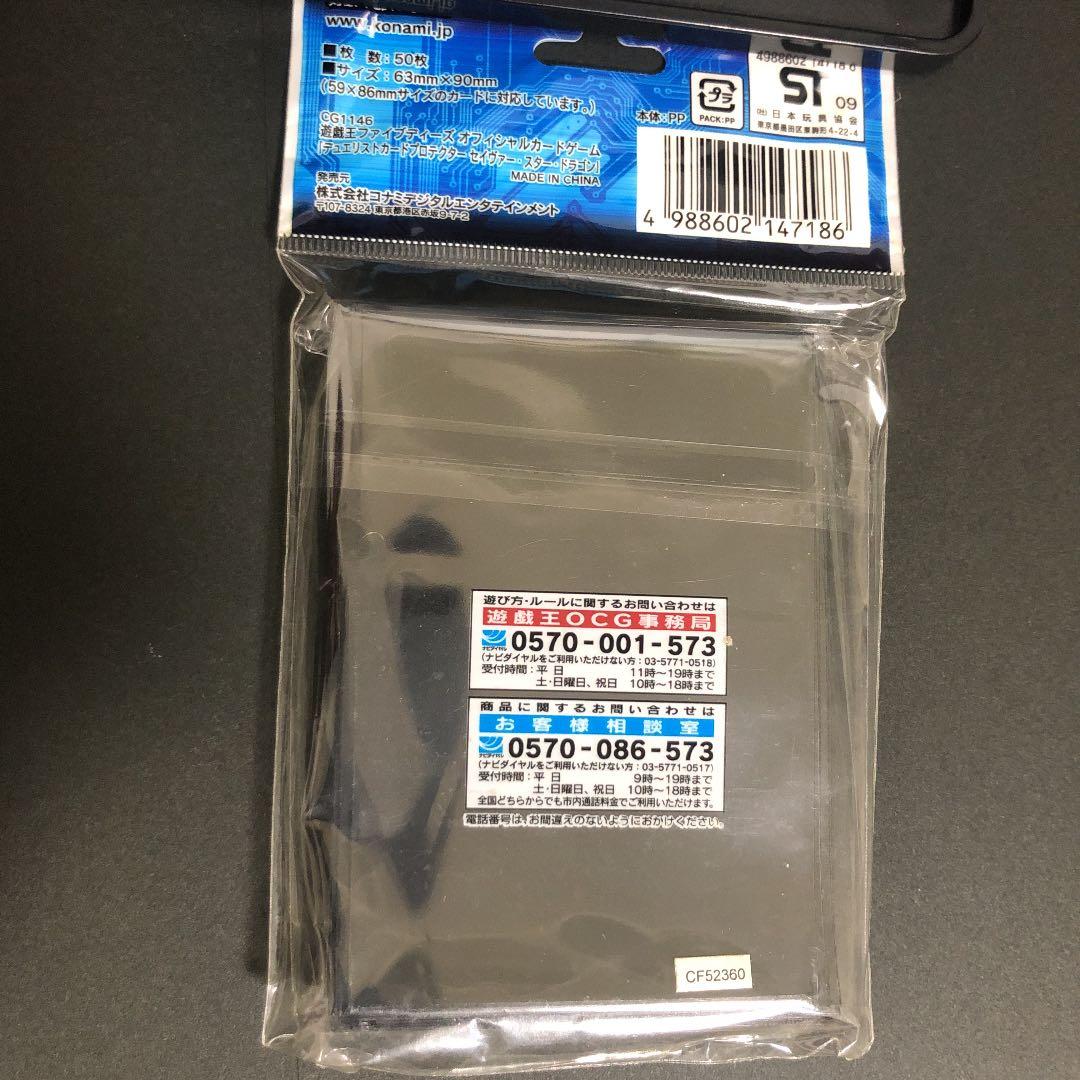 www.konami.jp
■枚　数：50枚
■サイズ：63mm×90mm
(59×86mmサイズのカードに対応しています。)
CG1146
遊戯王ファイブディーズ オフィシャルカードゲーム
「デュエリストカードプロテクター セイヴァー・スター・ドラゴン」
MADE IN CHINA
発売元
株式会社コナミデジタルエンタテインメント
〒107-8324 東京都港区赤坂9-7-2
本体：PP
プラ
PACK:PP
ST 09
(社)日本玩具協会
東京都墨田区東駒形4-22-4
4 988602 147186
遊び方・ルールに関するお問い合わせは
遊戯王OCG事務局
ナビダイヤル 0570-001-573
(ナビダイヤルをご利用いただけない方：03-5771-0518)
受付時間：平 日　11時～19時まで
土・日曜日、祝日　10時～18時まで
商品に関するお問い合わせは
お客様相談室
ナビダイヤル 0570-086-573
(ナビダイヤルをご利用いただけない方：03-5771-0517)
受付時間：平 日　9時～19時まで
土・日曜日、祝日　10時～18時まで
全国どちらからでも市内通話料金でご利用いただけます。
電話番号は、お間違えのないようにおかけください。
CF52360